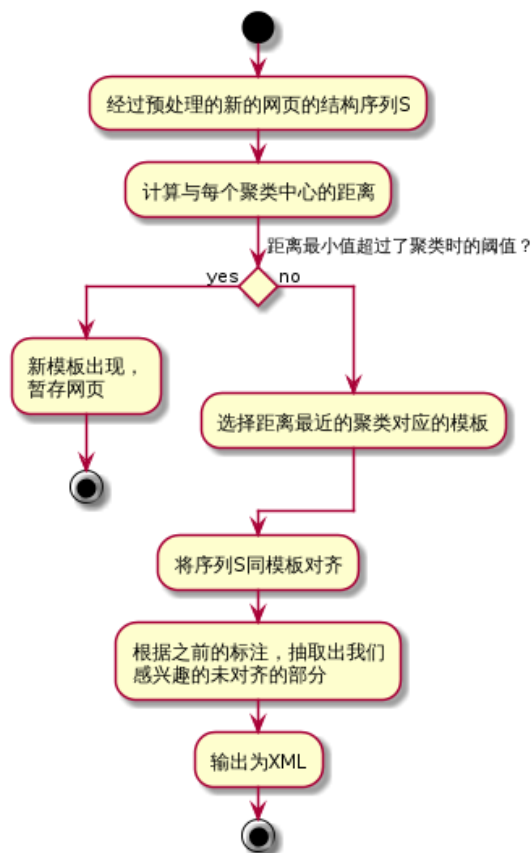 经过预处理的新的网页的结构序列S
计算与每个聚类中心的距离
距离最小值超过了聚类时的阈值？
yes
no
新模板出现，
暂存网页
选择距离最近的聚类对应的模板
将序列S同模板对齐
根据之前的标注，抽取出我们
感兴趣的未对齐的部分
输出为XML